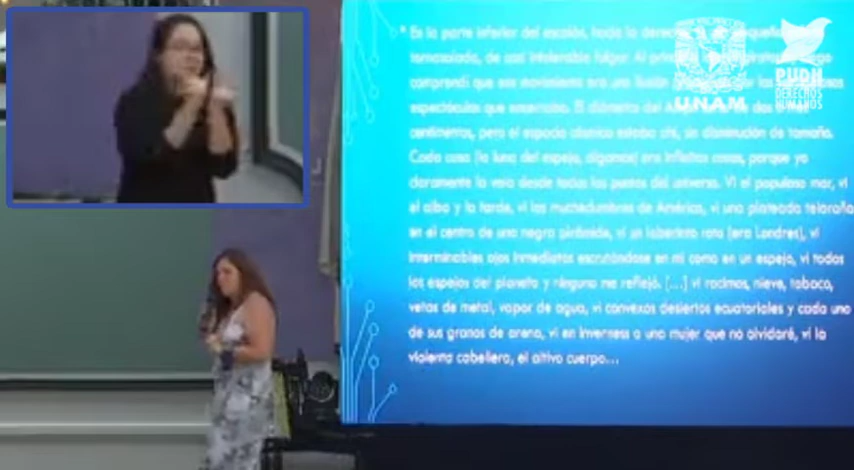 Es la parte inferior del escalón, hacia la derecha, pequeña
tornasolada, de casi intolerable fulgor. Al
comprendí que ese movimiento era una ilusión por los
espectáculos que encerraba. El diámetro del de dos o tres
centímetros, pero el espacio cósmico estaba ahí, sin disminución de tamaño.
Cada cosa (la luna del espejo, digamos) era infinitas cosas, porque yo
claramente la veía desde todos los puntos del universo. Vi el populoso mar, vi
el alba y la tarde, vi las muchedumbres de América, vi una plateada telaraña
en el centro de una negra pirámide, vi un laberinto roto (era Londres), vi
interminables ojos inmediatos escrutándose en mí como en un espejo, vi todos
los espejos del planeta y ninguno me reflejó. [...] vi racimos, nieve, tabaco,
vetas de metal, vapor de agua, vi convexos desiertos ecuatoriales y cada uno
de sus granos de arena, vi en Inverness a una mujer que no olvidaré, vi la
violenta cabellera, el altivo cuerpo...
UNAM
PUDH
DERECHOS
HUMANOS